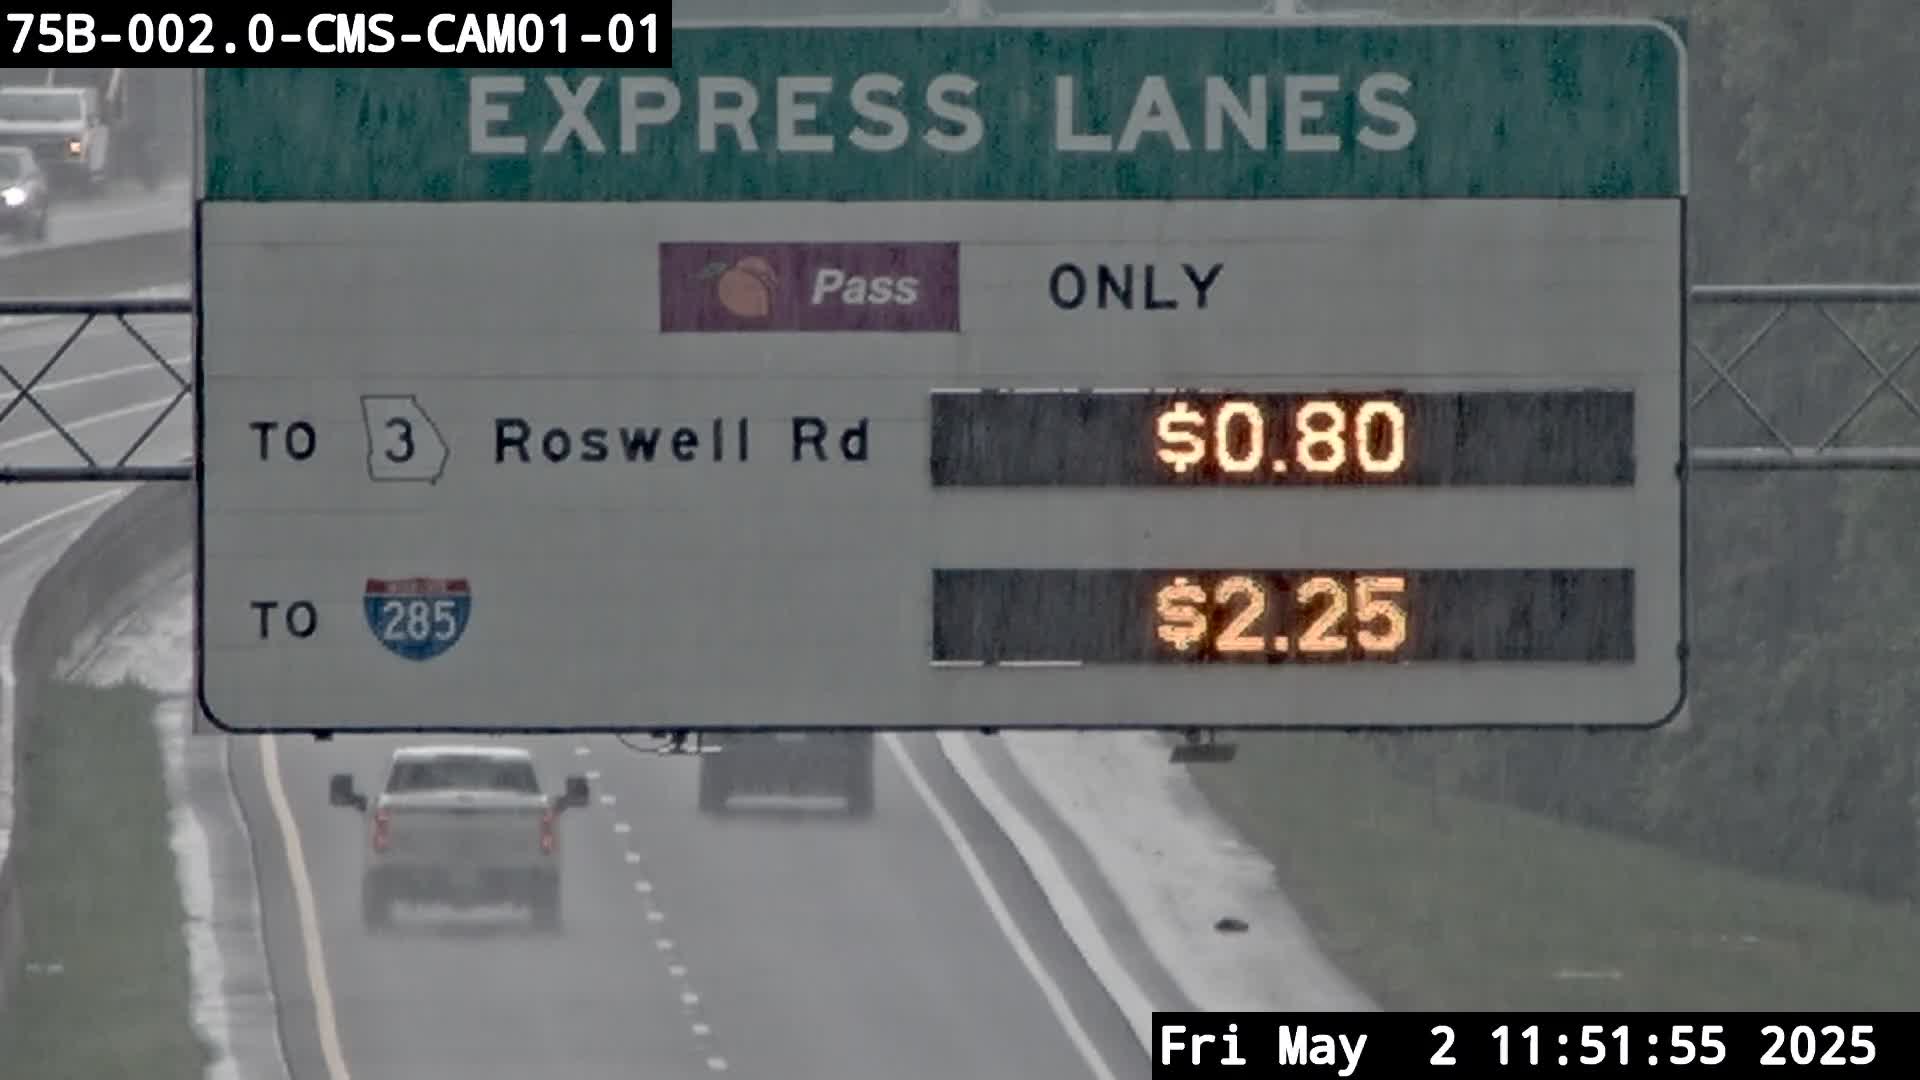 75B-002.0-CMS-CAM01-01
EXPRESS LANES
Pass ONLY
TO 3 Roswell Rd $0.80
TO 285 $2.25
Fri May 2 11:51:55 2025